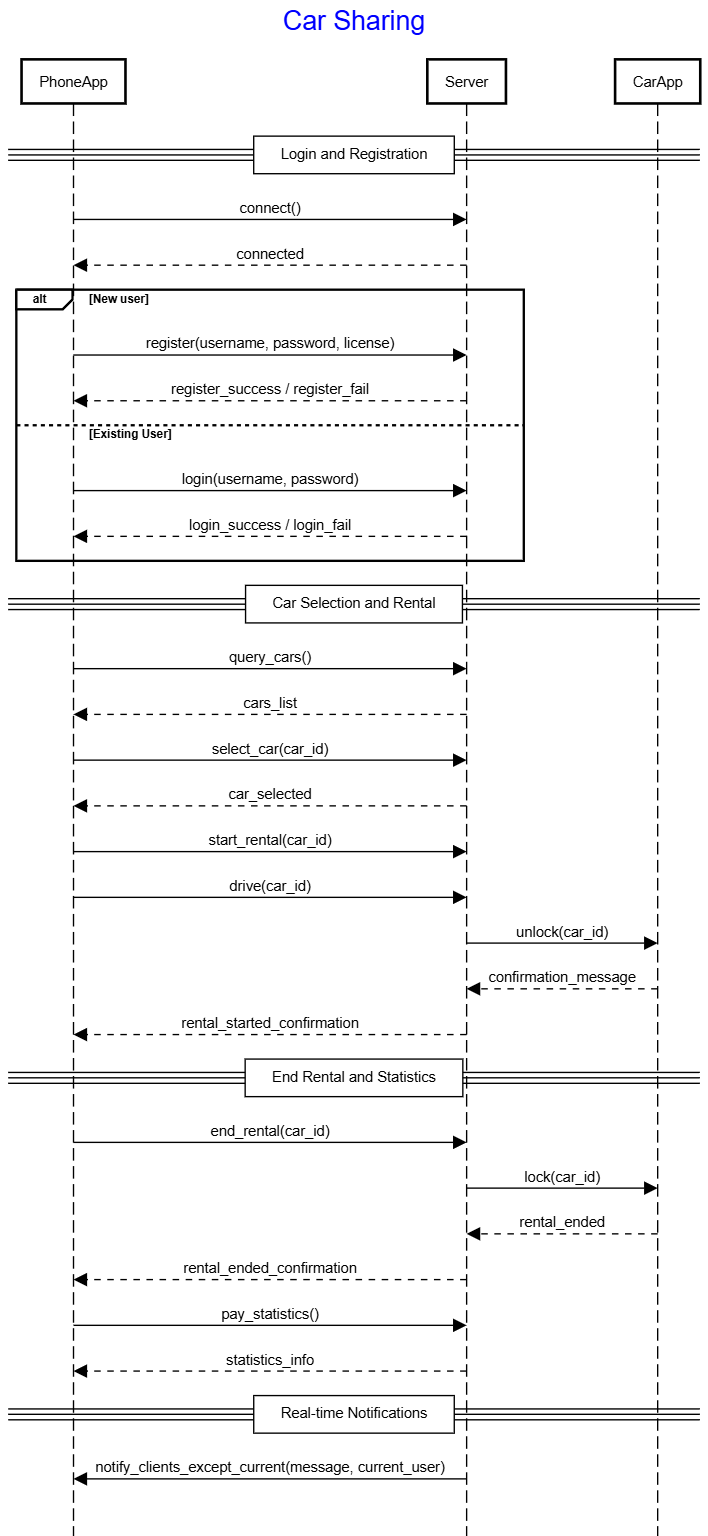 Car Sharing
PhoneApp
Server
CarApp
Login and Registration
connect()
connected
alt
[New user]
register(username, password, license)
register_success / register_fail
[Existing User]
login(username, password)
login_success / login_fail
Car Selection and Rental
query_cars()
cars_list
select_car(car_id)
car_selected
start_rental(car_id)
drive(car_id)
unlock(car_id)
confirmation_message
rental_started_confirmation
End Rental and Statistics
end_rental(car_id)
lock(car_id)
rental_ended
rental_ended_confirmation
pay_statistics()
statistics_info
Real-time Notifications
notify_clients_except_current(message, current_user)